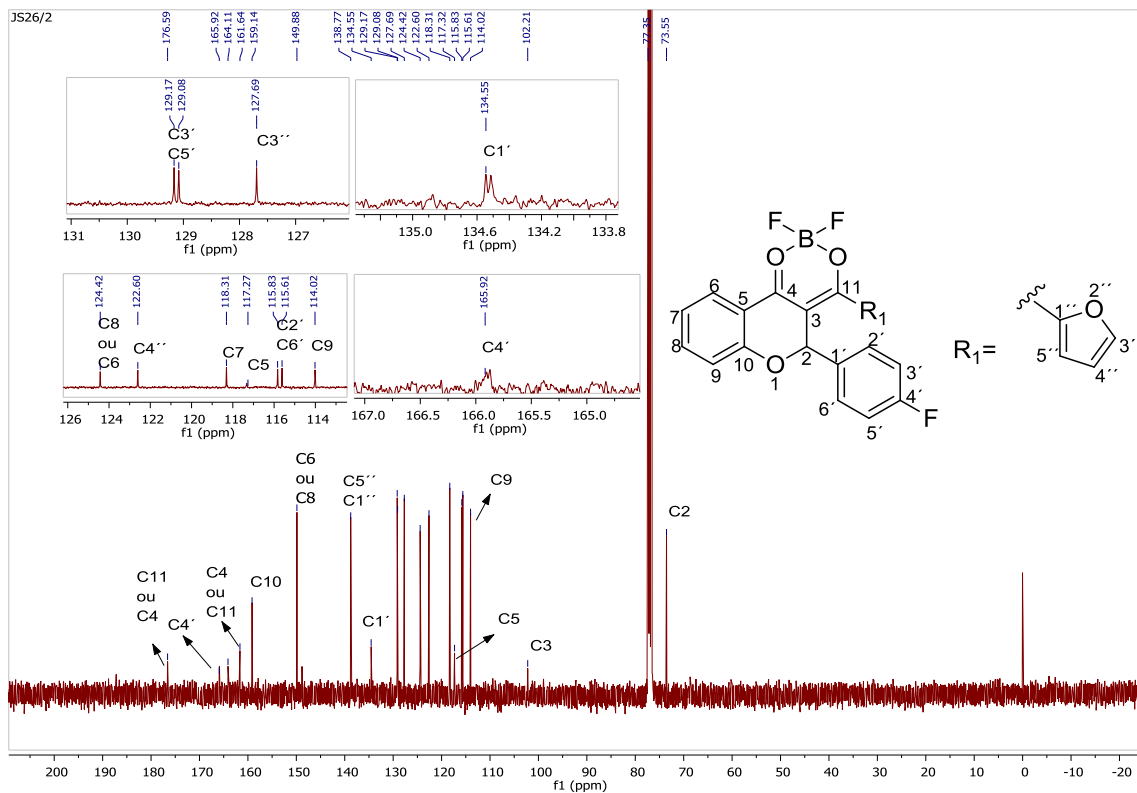 JS26/2
176.59
165.92
164.11
161.64
159.14
149.88
138.77
134.55
129.17
129.08
127.69
124.42
122.60
118.31
117.32
115.83
115.61
114.02
102.21
77.35
73.55
129.17
129.08
127.69
C3´
C5´
C3´´
131 130 129 128 127
f1 (ppm)
134.55
C1´
135.0 134.6 134.2 133.8
f1 (ppm)
124.42
122.60
118.31
117.27
115.83
115.61
114.02
C8
ou
C6
C4´´
C7
C5
C2´
C6´
C9
126 124 122 120 118 116 114
f1 (ppm)
165.92
C4´
167.0 166.5 166.0 165.5 165.0
f1 (ppm)
F F
B
O O
6 5 4 11
7 3 R1
8 2 1´ 2´
9 10 O 3´
1 6´ 4´
5´ F
R1=
1´´ O 2´´
3´´
5´´ 4´´
C11
ou
C4
C4´
C4
ou
C11
C10
C6
ou
C8
C5´´
C1´´
C1´
C9
C5
C3
C2
200 190 180 170 160 150 140 130 120 110 100 90 80 70 60 50 40 30 20 10 0 -10 -20
f1 (ppm)